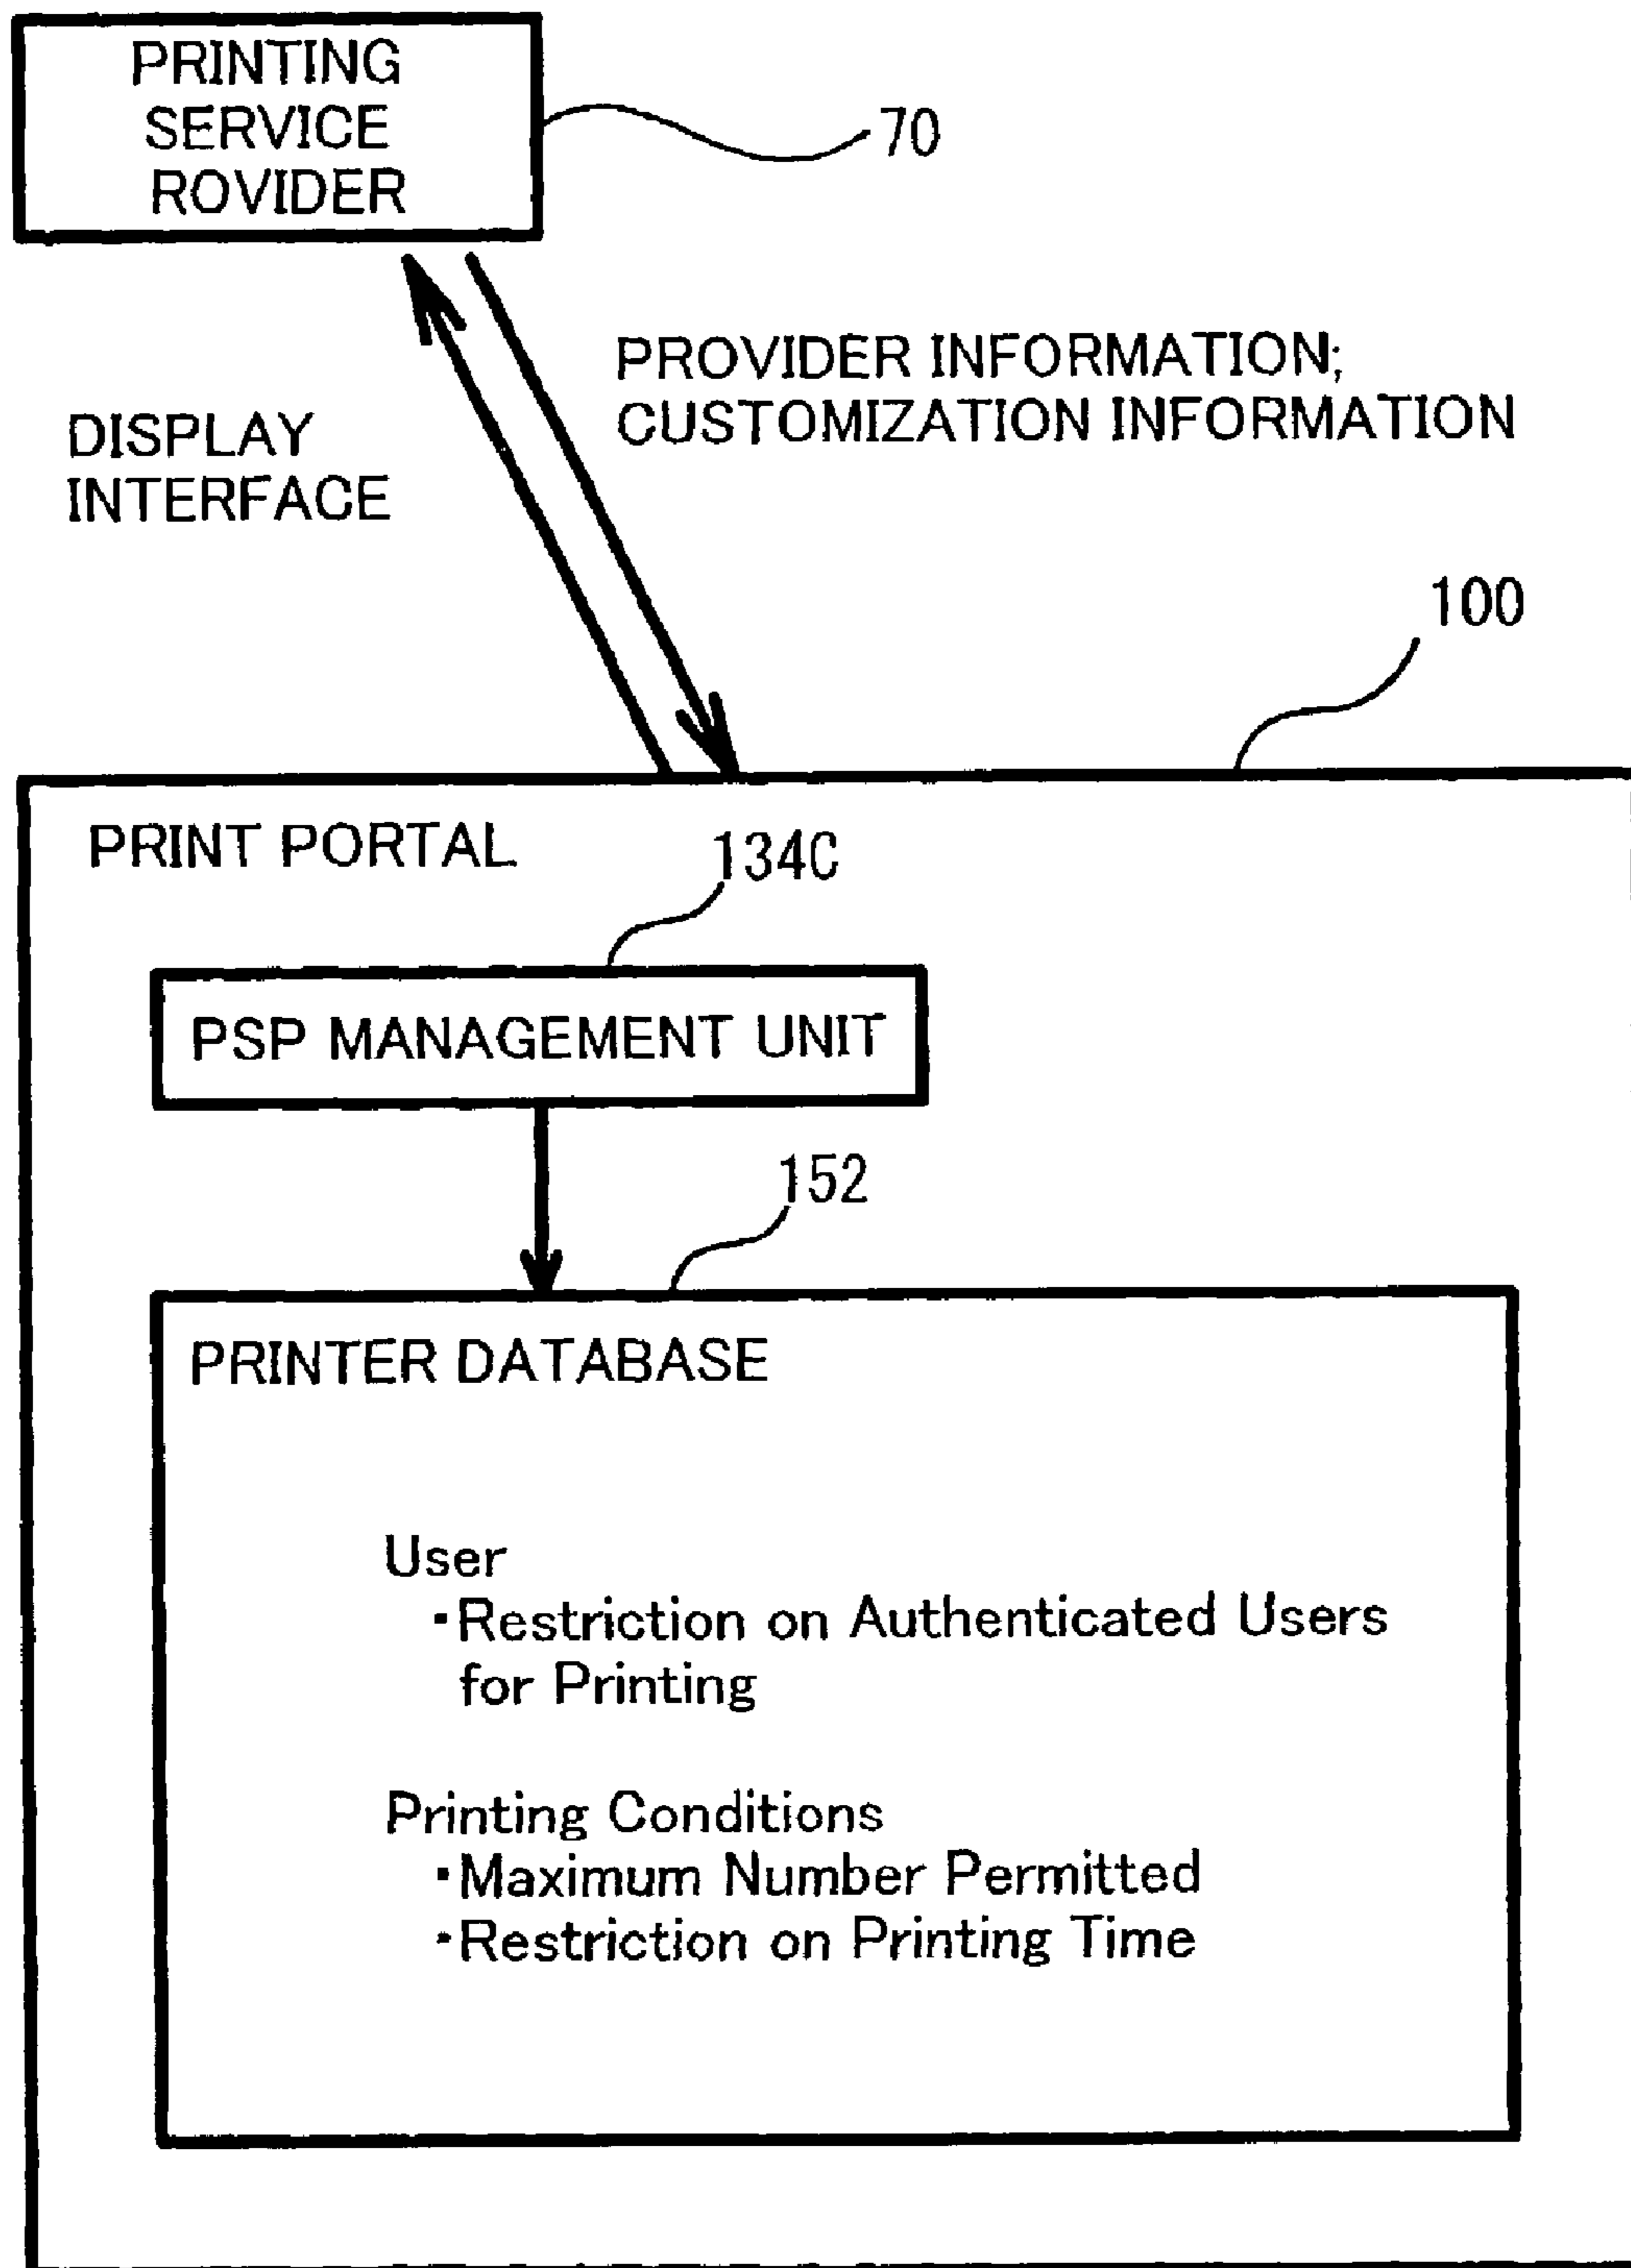 PRINTING
SERVICE
ROVIDER
70
PROVIDER INFORMATION;
CUSTOMIZATION INFORMATION
DISPLAY
INTERFACE
100
PRINT PORTAL
134C
PSP MANAGEMENT UNIT
152
PRINTER DATABASE
User
・Restriction on Authenticated Users
for Printing
Printing Conditions
・Maximum Number Permitted
・Restriction on Printing Time